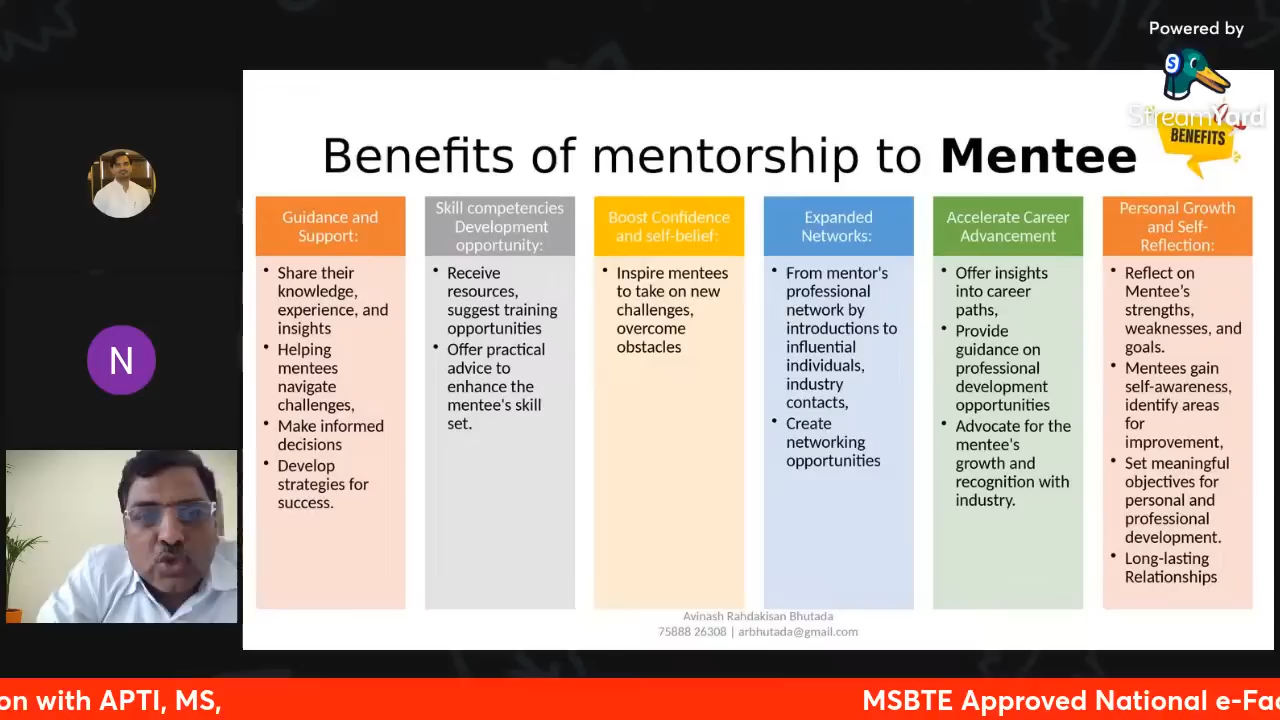 Powered by
StreamYard
BENEFITS
Benefits of mentorship to Mentee
Guidance and
Support:
• Share their
knowledge,
experience, and
insights
• Helping
mentees
navigate
challenges,
• Make informed
decisions
• Develop
strategies for
success.
Skill competencies
Development
opportunity:
• Receive
resources,
suggest training
opportunities
• Offer practical
advice to
enhance the
mentee's skill
set.
Boost Confidence
and self-belief:
• Inspire mentees
to take on new
challenges,
overcome
obstacles
Expanded
Networks:
• From mentor's
professional
network by
introductions to
influential
individuals,
industry
contacts,
• Create
networking
opportunities
Accelerate Career
Advancement
• Offer insights
into career
paths,
• Provide
guidance on
professional
development
opportunities
• Advocate for the
mentee's
growth and
recognition with
industry.
Personal Growth
and Self-
Reflection:
• Reflect on
Mentee’s
strengths,
weaknesses, and
goals.
• Mentees gain
self-awareness,
identify areas
for
improvement,
• Set meaningful
objectives for
personal and
professional
development.
• Long-lasting
Relationships
N
Avinash Rahdakisan Bhutada
75888 26308 | arbhutada@gmail.com
on with APTI, MS,
MSBTE Approved National e-Fac